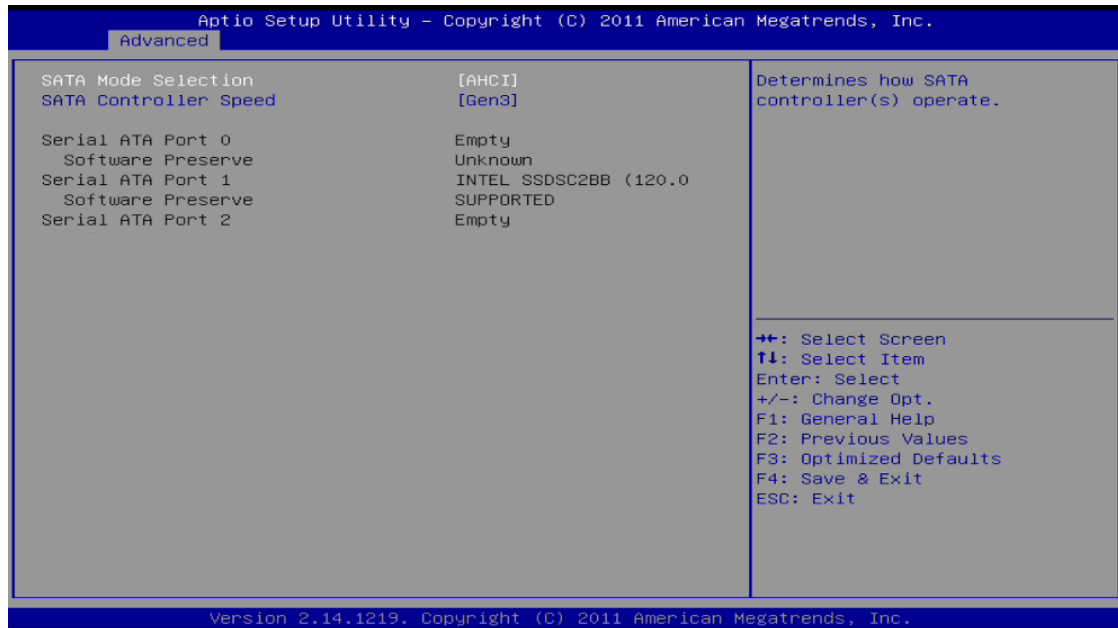 Aptio Setup Utility – Copyright (C) 2011 American Megatrends, Inc.
Advanced
SATA Mode Selection [AHCI]
SATA Controller Speed [Gen3]
Serial ATA Port 0 Empty
Software Preserve Unknown
Serial ATA Port 1 INTEL SSDSC2BB (120.0
Software Preserve SUPPORTED
Serial ATA Port 2 Empty
Determines how SATA
controller(s) operate.
→←: Select Screen
↑↓: Select Item
Enter: Select
+/-: Change Opt.
F1: General Help
F2: Previous Values
F3: Optimized Defaults
F4: Save & Exit
ESC: Exit
Version 2.14.1219. Copyright (C) 2011 American Megatrends, Inc.